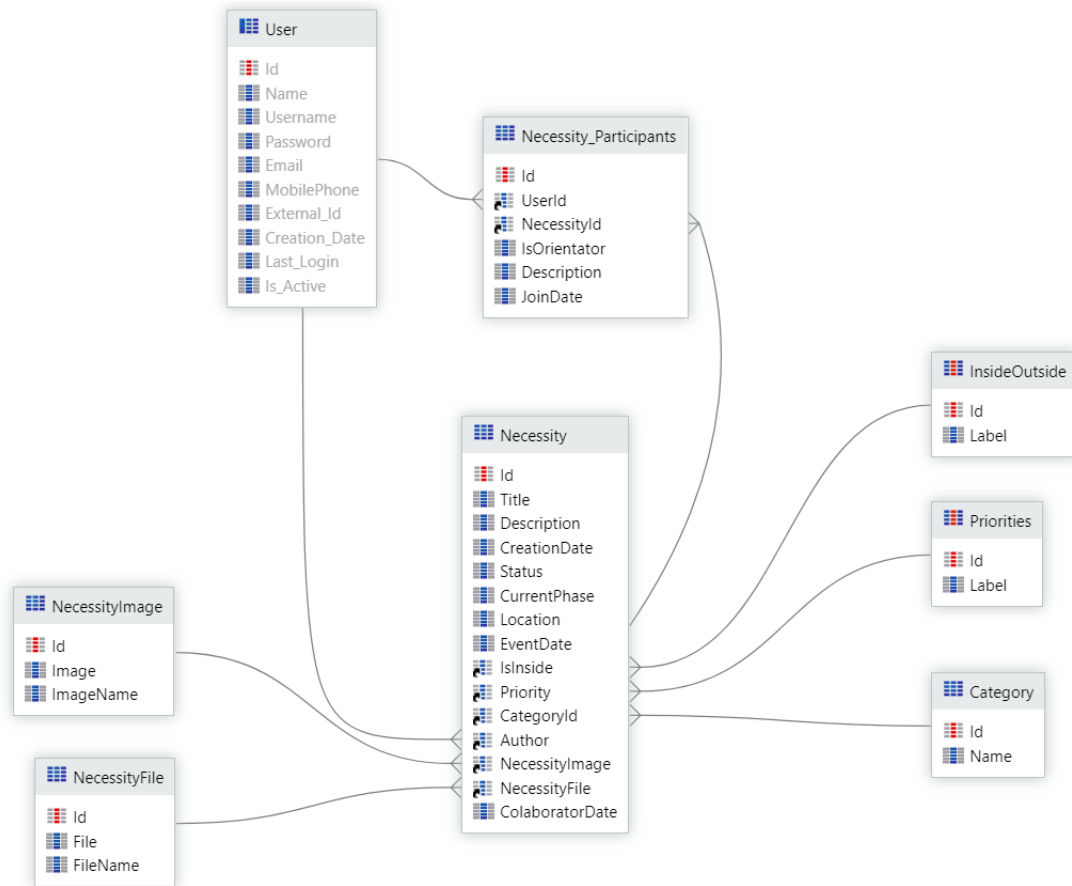 User
Id
Name
Username
Password
Email
MobilePhone
External_Id
Creation_Date
Last_Login
Is_Active
Necessity_Participants
Id
UserId
NecessityId
IsOrientator
Description
JoinDate
InsideOutside
Id
Label
Necessity
Id
Title
Description
CreationDate
Status
CurrentPhase
Location
EventDate
IsInside
Priority
CategoryId
Author
NecessityImage
NecessityFile
ColaboratorDate
Priorities
Id
Label
NecessityImage
Id
Image
ImageName
Category
Id
Name
NecessityFile
Id
File
FileName